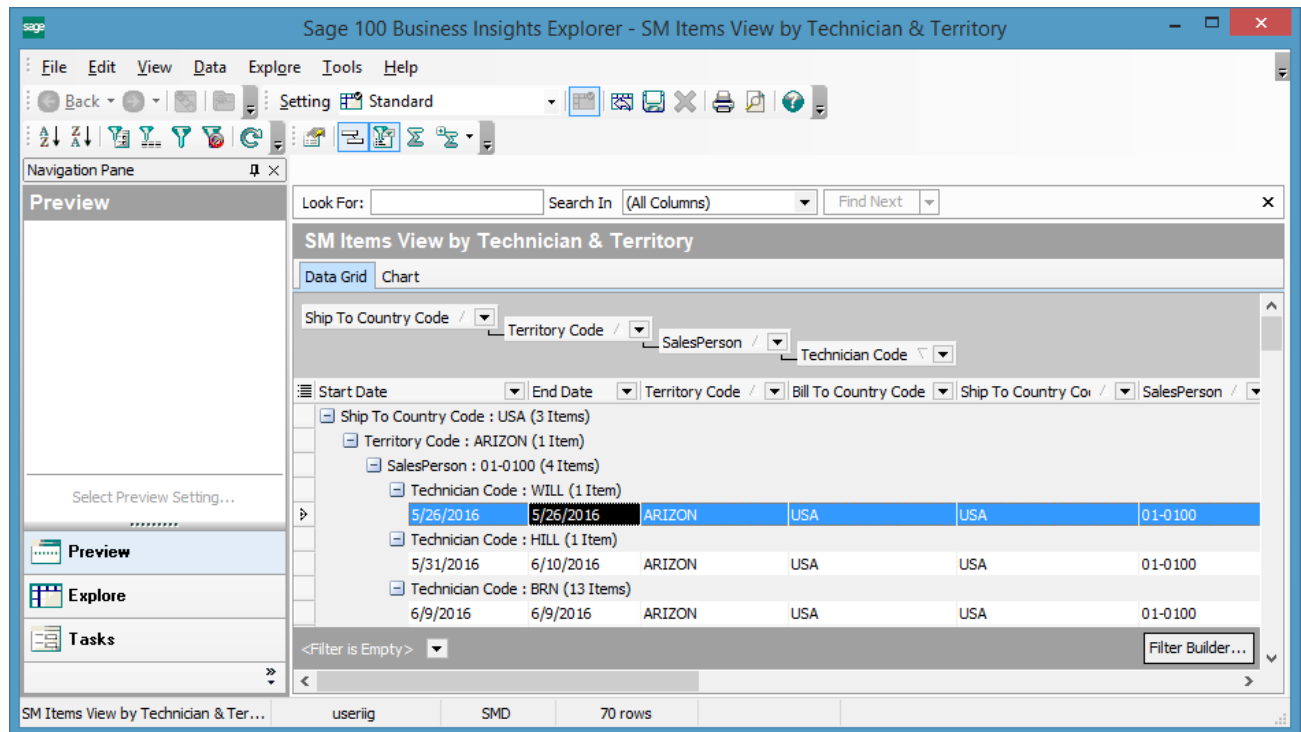 sage
Sage 100 Business Insights Explorer - SM Items View by Technician & Territory
File Edit View Data Explore Tools Help
Back Setting Standard
Navigation Pane
Preview
Look For: Search In (All Columns) Find Next
SM Items View by Technician & Territory
Data Grid Chart
Ship To Country Code
Territory Code
SalesPerson
Technician Code
Start Date End Date Territory Code Bill To Country Code Ship To Country Co SalesPerson
Ship To Country Code : USA (3 Items)
Territory Code : ARIZON (1 Item)
SalesPerson : 01-0100 (4 Items)
Technician Code : WILL (1 Item)
5/26/2016 5/26/2016 ARIZON USA USA 01-0100
Technician Code : HILL (1 Item)
5/31/2016 6/10/2016 ARIZON USA USA 01-0100
Technician Code : BRN (13 Items)
6/9/2016 6/9/2016 ARIZON USA USA 01-0100
Select Preview Setting...
Preview
Explore
Tasks
<Filter is Empty> Filter Builder...
SM Items View by Technician & Ter... useriig SMD 70 rows